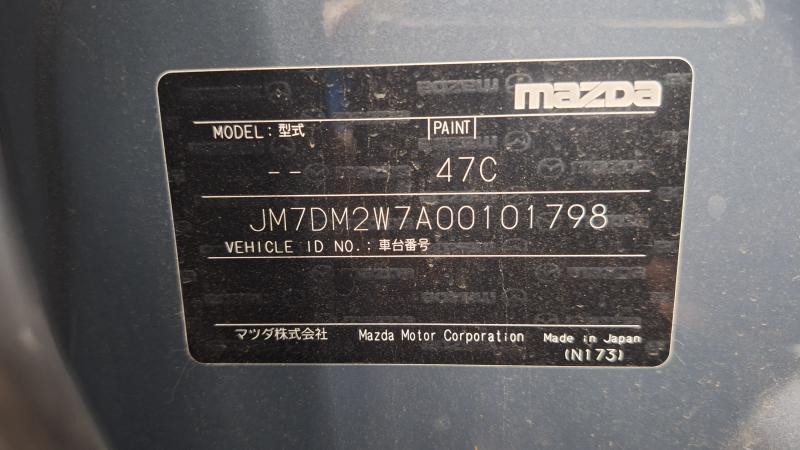 mazda
MODEL : 型式 PAINT
-- 47C
JM7DM2W7A00101798
VEHICLE ID NO. : 車台番号
マツダ株式会社 Mazda Motor Corporation Made in Japan
(N173)